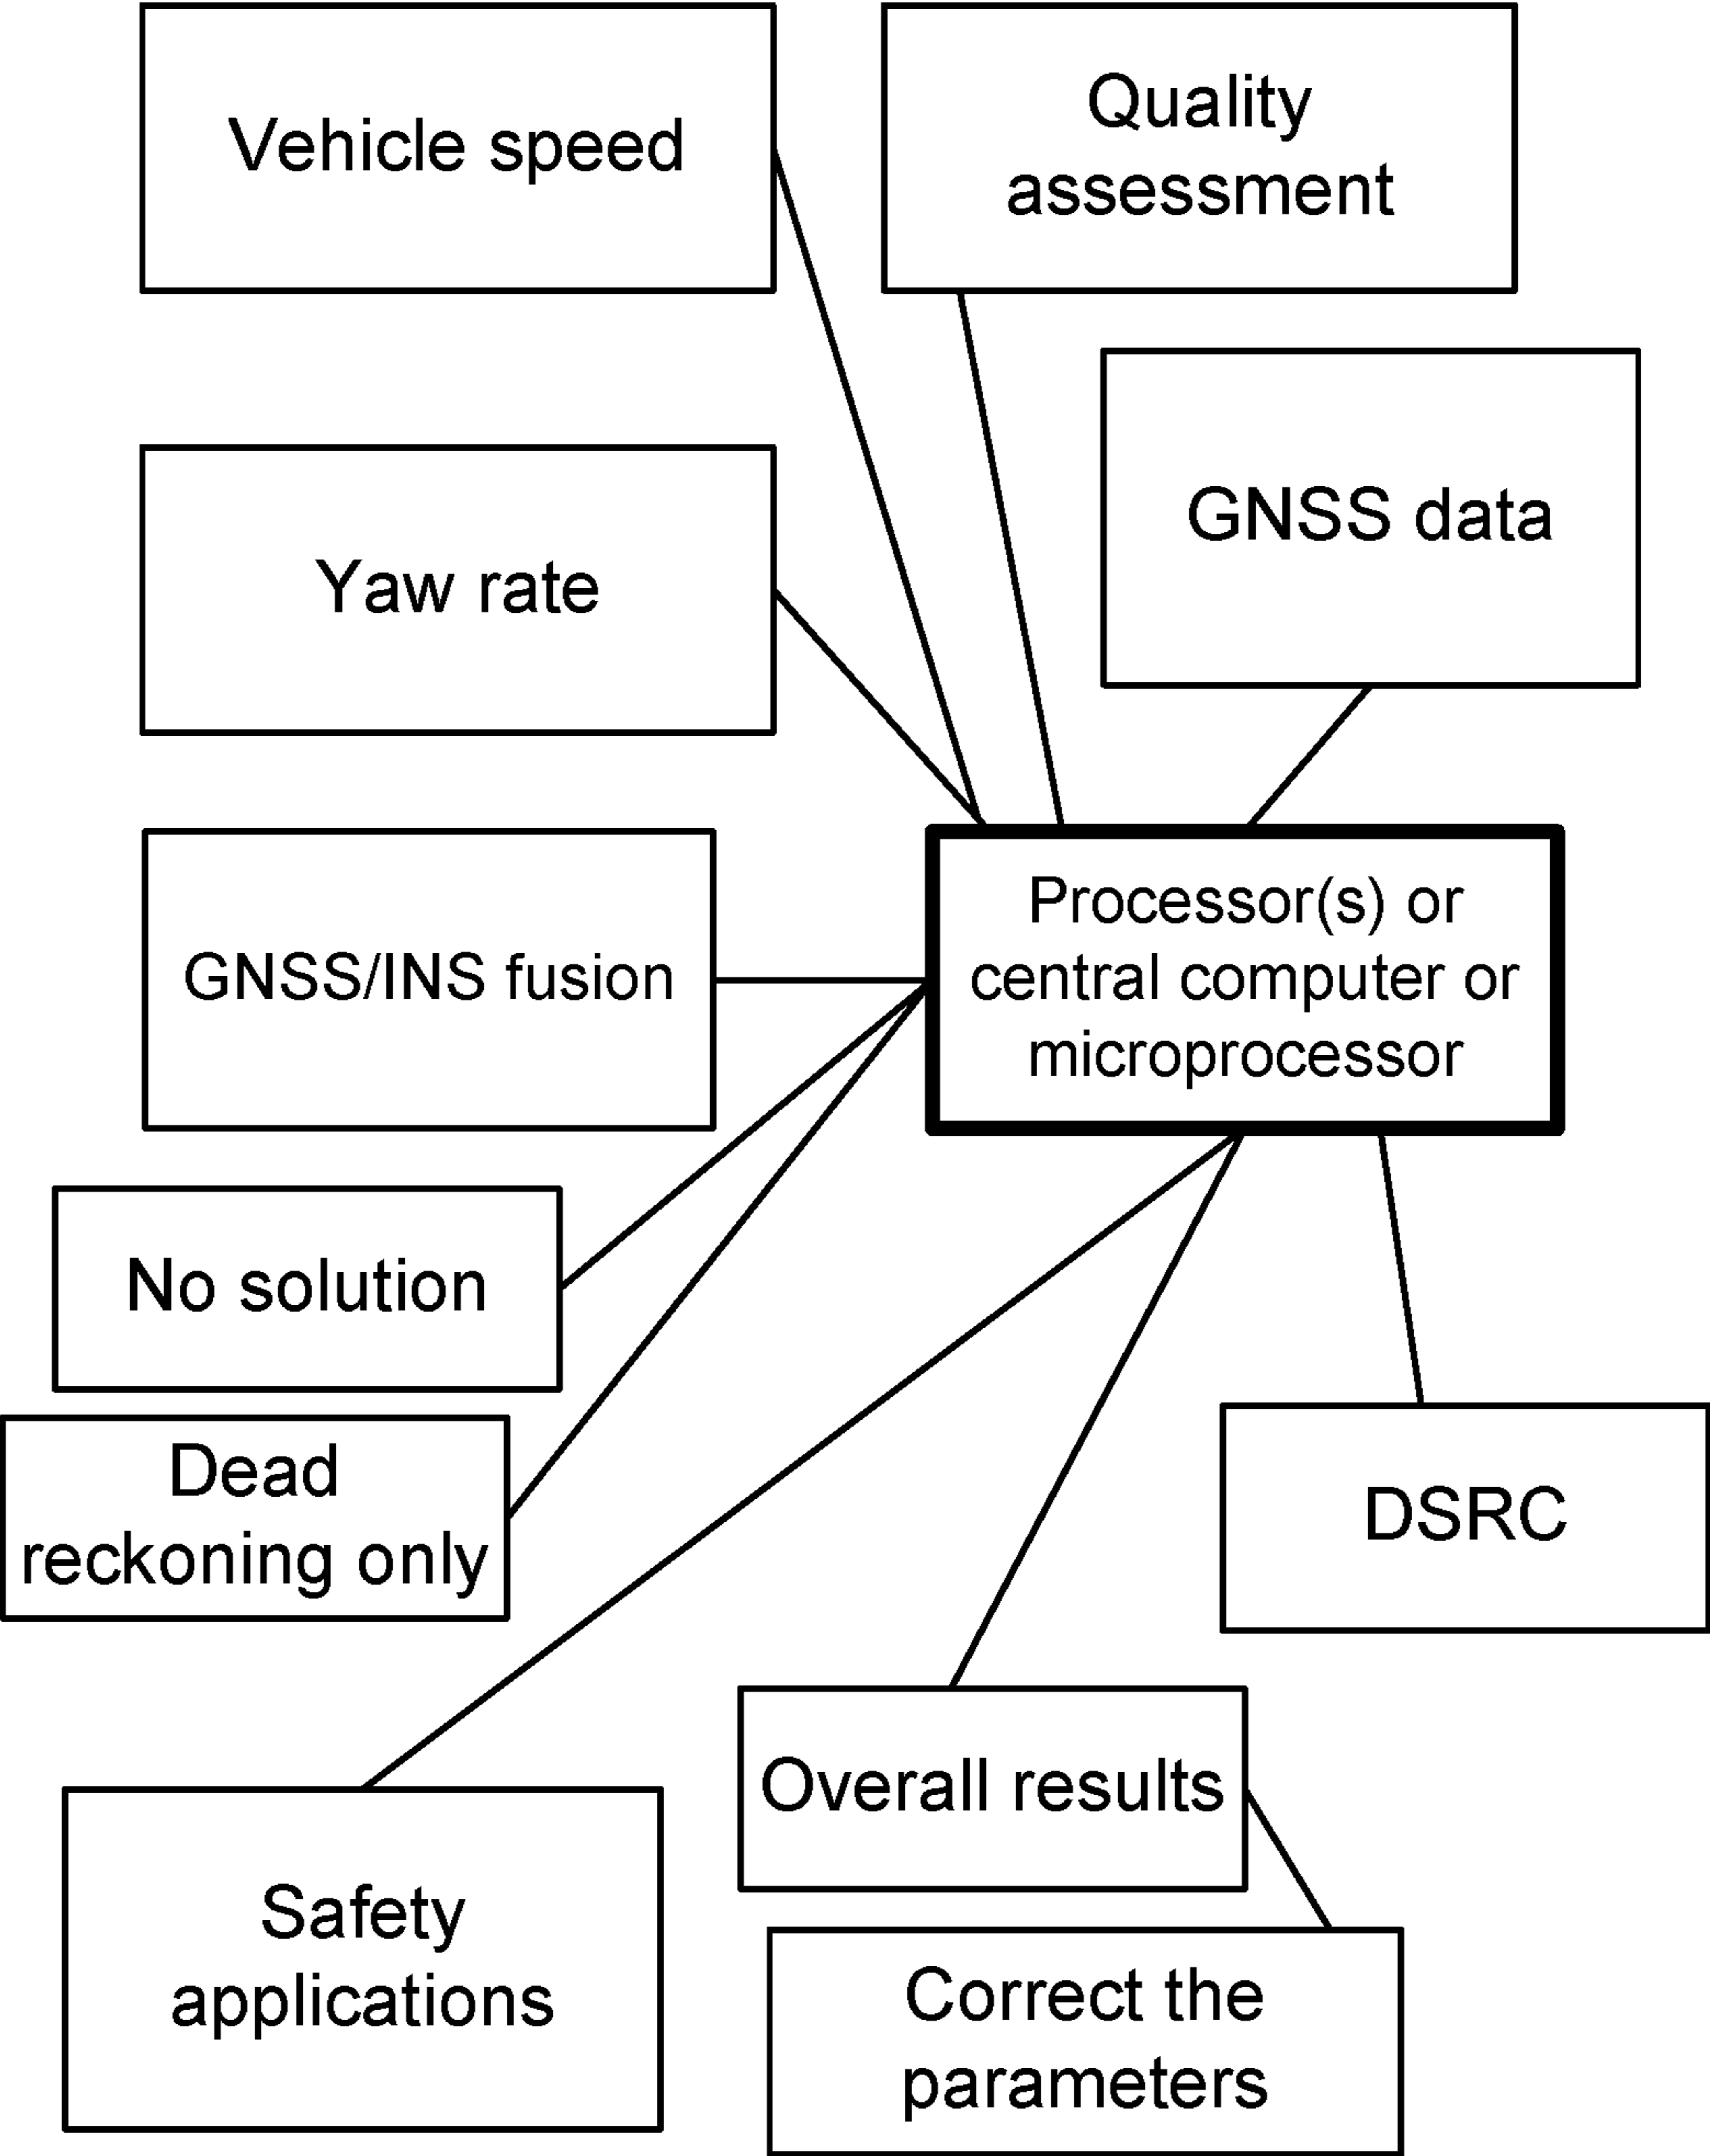 Vehicle speed
Quality
assessment
GNSS data
Yaw rate
Processor(s) or
central computer or
microprocessor
GNSS/INS fusion
No solution
Dead
reckoning only
DSRC
Overall results
Safety
applications
Correct the
parameters